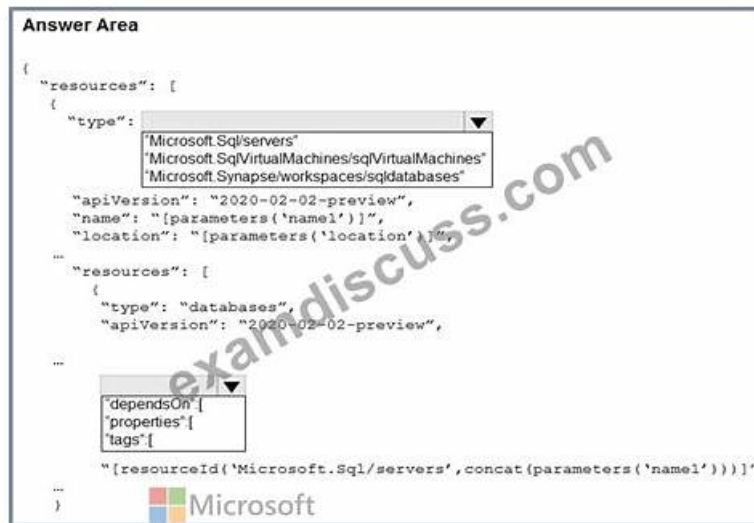 Answer Area
{
"resources": [
{
"type":
"Microsoft.Sql/servers"
"Microsoft.SqlVirtualMachines/sqlVirtualMachines"
"Microsoft.Synapse/workspaces/sqldatabases"
"apiVersion": "2020-02-02-preview",
"name": "[parameters('name1')]",
"location": "[parameters('location')]",
…
"resources": [
{
"type": "databases",
"apiVersion": "2020-02-02-preview",
…
"dependsOn":[
"properties":[
"tags":[
"[resourceId('Microsoft.Sql/servers',concat(parameters('name1')))]"
…
}
Microsoft
examdiscuss.com